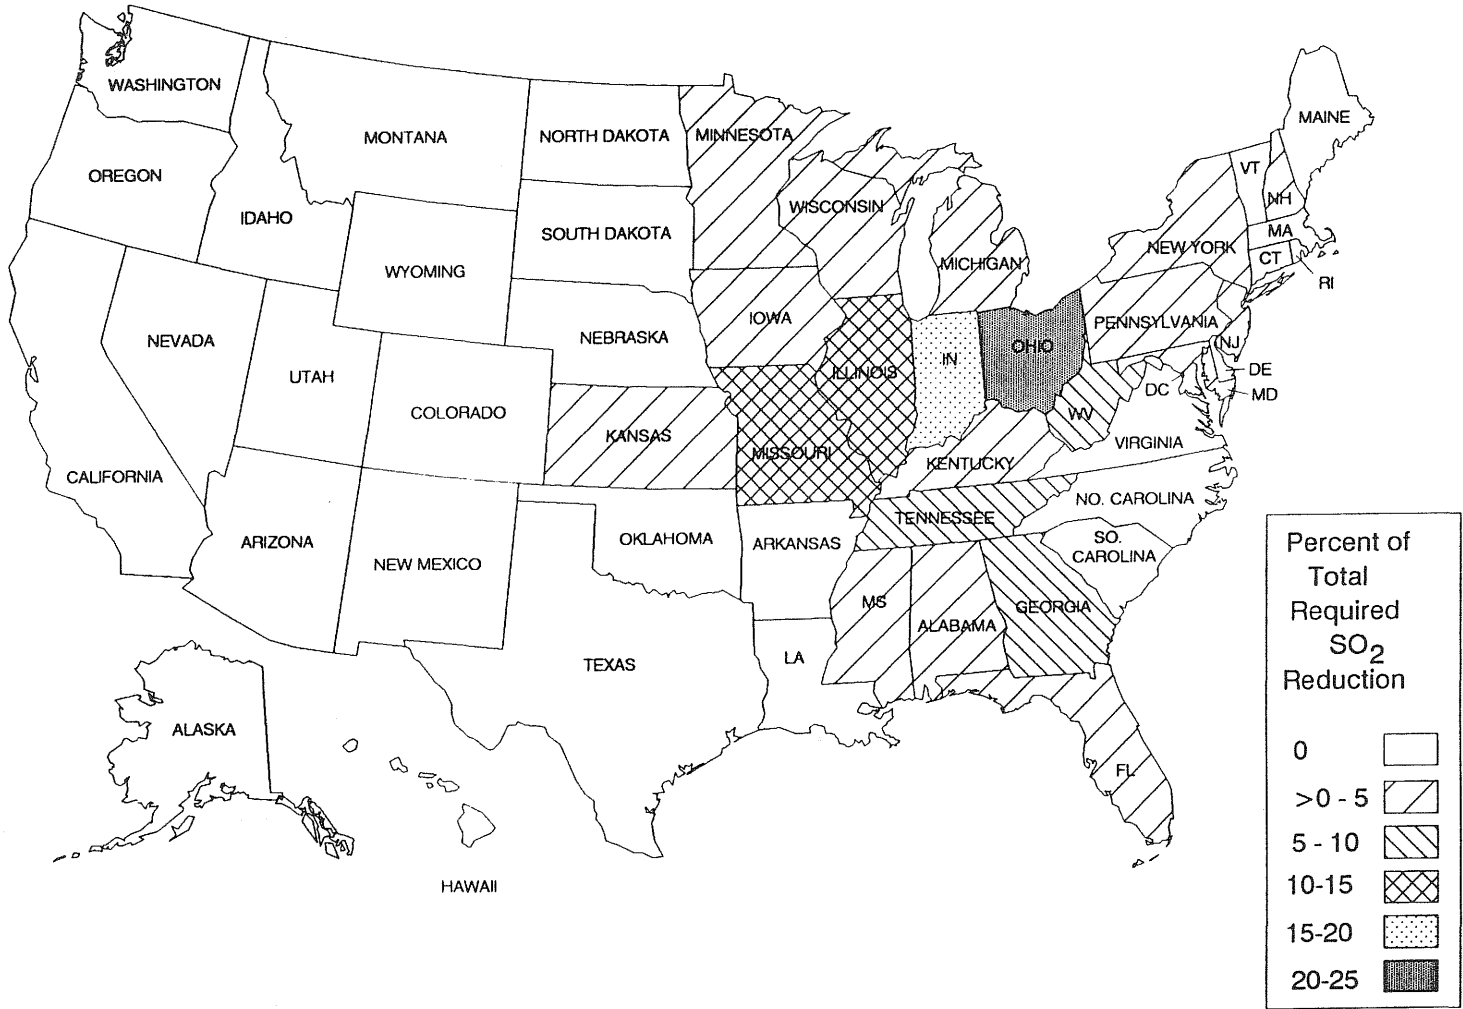 WASHINGTON
OREGON
CALIFORNIA
NEVADA
IDAHO
MONTANA
WYOMING
UTAH
COLORADO
ARIZONA
NEW MEXICO
NORTH DAKOTA
SOUTH DAKOTA
NEBRASKA
KANSAS
OKLAHOMA
TEXAS
MINNESOTA
IOWA
MISSOURI
ARKANSAS
LA
WISCONSIN
ILLINOIS
MICHIGAN
IN
OHIO
KENTUCKY
TENNESSEE
MS
ALABAMA
GEORGIA
FL
SO.
CAROLINA
NO. CAROLINA
VIRGINIA
WV
DC
MD
DE
NJ
PENNSYLVANIA
NEW YORK
CT
RI
MA
VT
NH
MAINE
ALASKA
HAWAII
Percent of
Total
Required
SO2
Reduction
0
>0 - 5
5 - 10
10-15
15-20
20-25